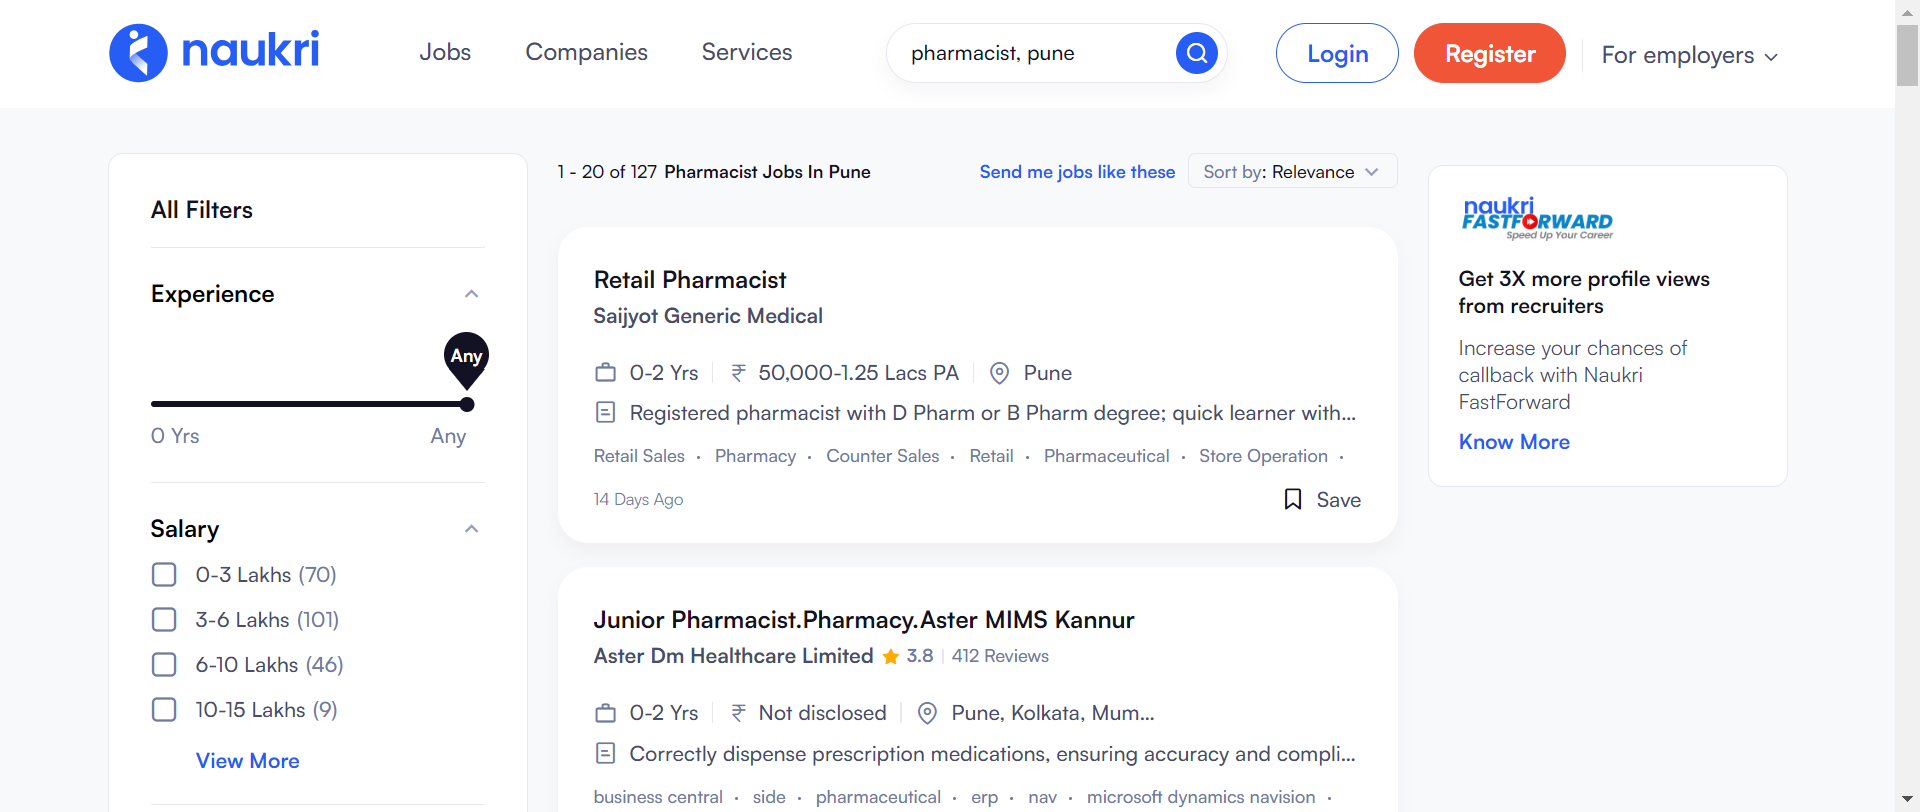 naukri
Jobs
Companies
Services
pharmacist, pune
Login
Register
For employers
All Filters
Experience
Any
0 Yrs
Any
Salary
0-3 Lakhs (70)
3-6 Lakhs (101)
6-10 Lakhs (46)
10-15 Lakhs (9)
View More
1 - 20 of 127 Pharmacist Jobs In Pune
Send me jobs like these
Sort by: Relevance
Retail Pharmacist
Saijyot Generic Medical
0-2 Yrs
₹ 50,000-1.25 Lacs PA
Pune
Registered pharmacist with D Pharm or B Pharm degree; quick learner with...
Retail Sales · Pharmacy · Counter Sales · Retail · Pharmaceutical · Store Operation ·
14 Days Ago
Save
Junior Pharmacist.Pharmacy.Aster MIMS Kannur
Aster Dm Healthcare Limited 3.8 412 Reviews
0-2 Yrs
₹ Not disclosed
Pune, Kolkata, Mum...
Correctly dispense prescription medications, ensuring accuracy and compli...
business central · side · pharmaceutical · erp · nav · microsoft dynamics navision ·
naukri
FASTFORWARD
Speed Up Your Career
Get 3X more profile views
from recruiters
Increase your chances of
callback with Naukri
FastForward
Know More